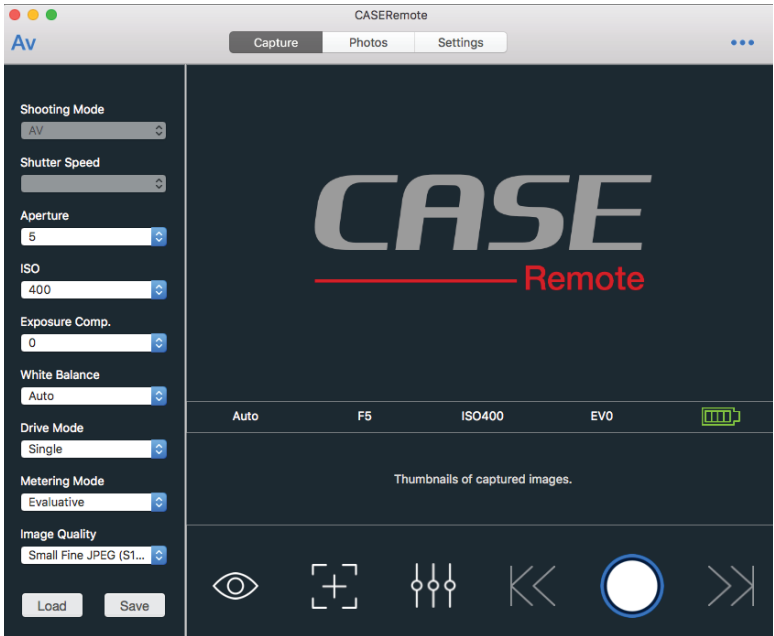 CASERemote
Av
Capture
Photos
Settings
Shooting Mode
AV
Shutter Speed
Aperture
5
ISO
400
Exposure Comp.
0
White Balance
Auto
Drive Mode
Single
Metering Mode
Evaluative
Image Quality
Small Fine JPEG (S1...
Load
Save
CASE
Remote
Auto
F5
ISO400
EV0
Thumbnails of captured images.